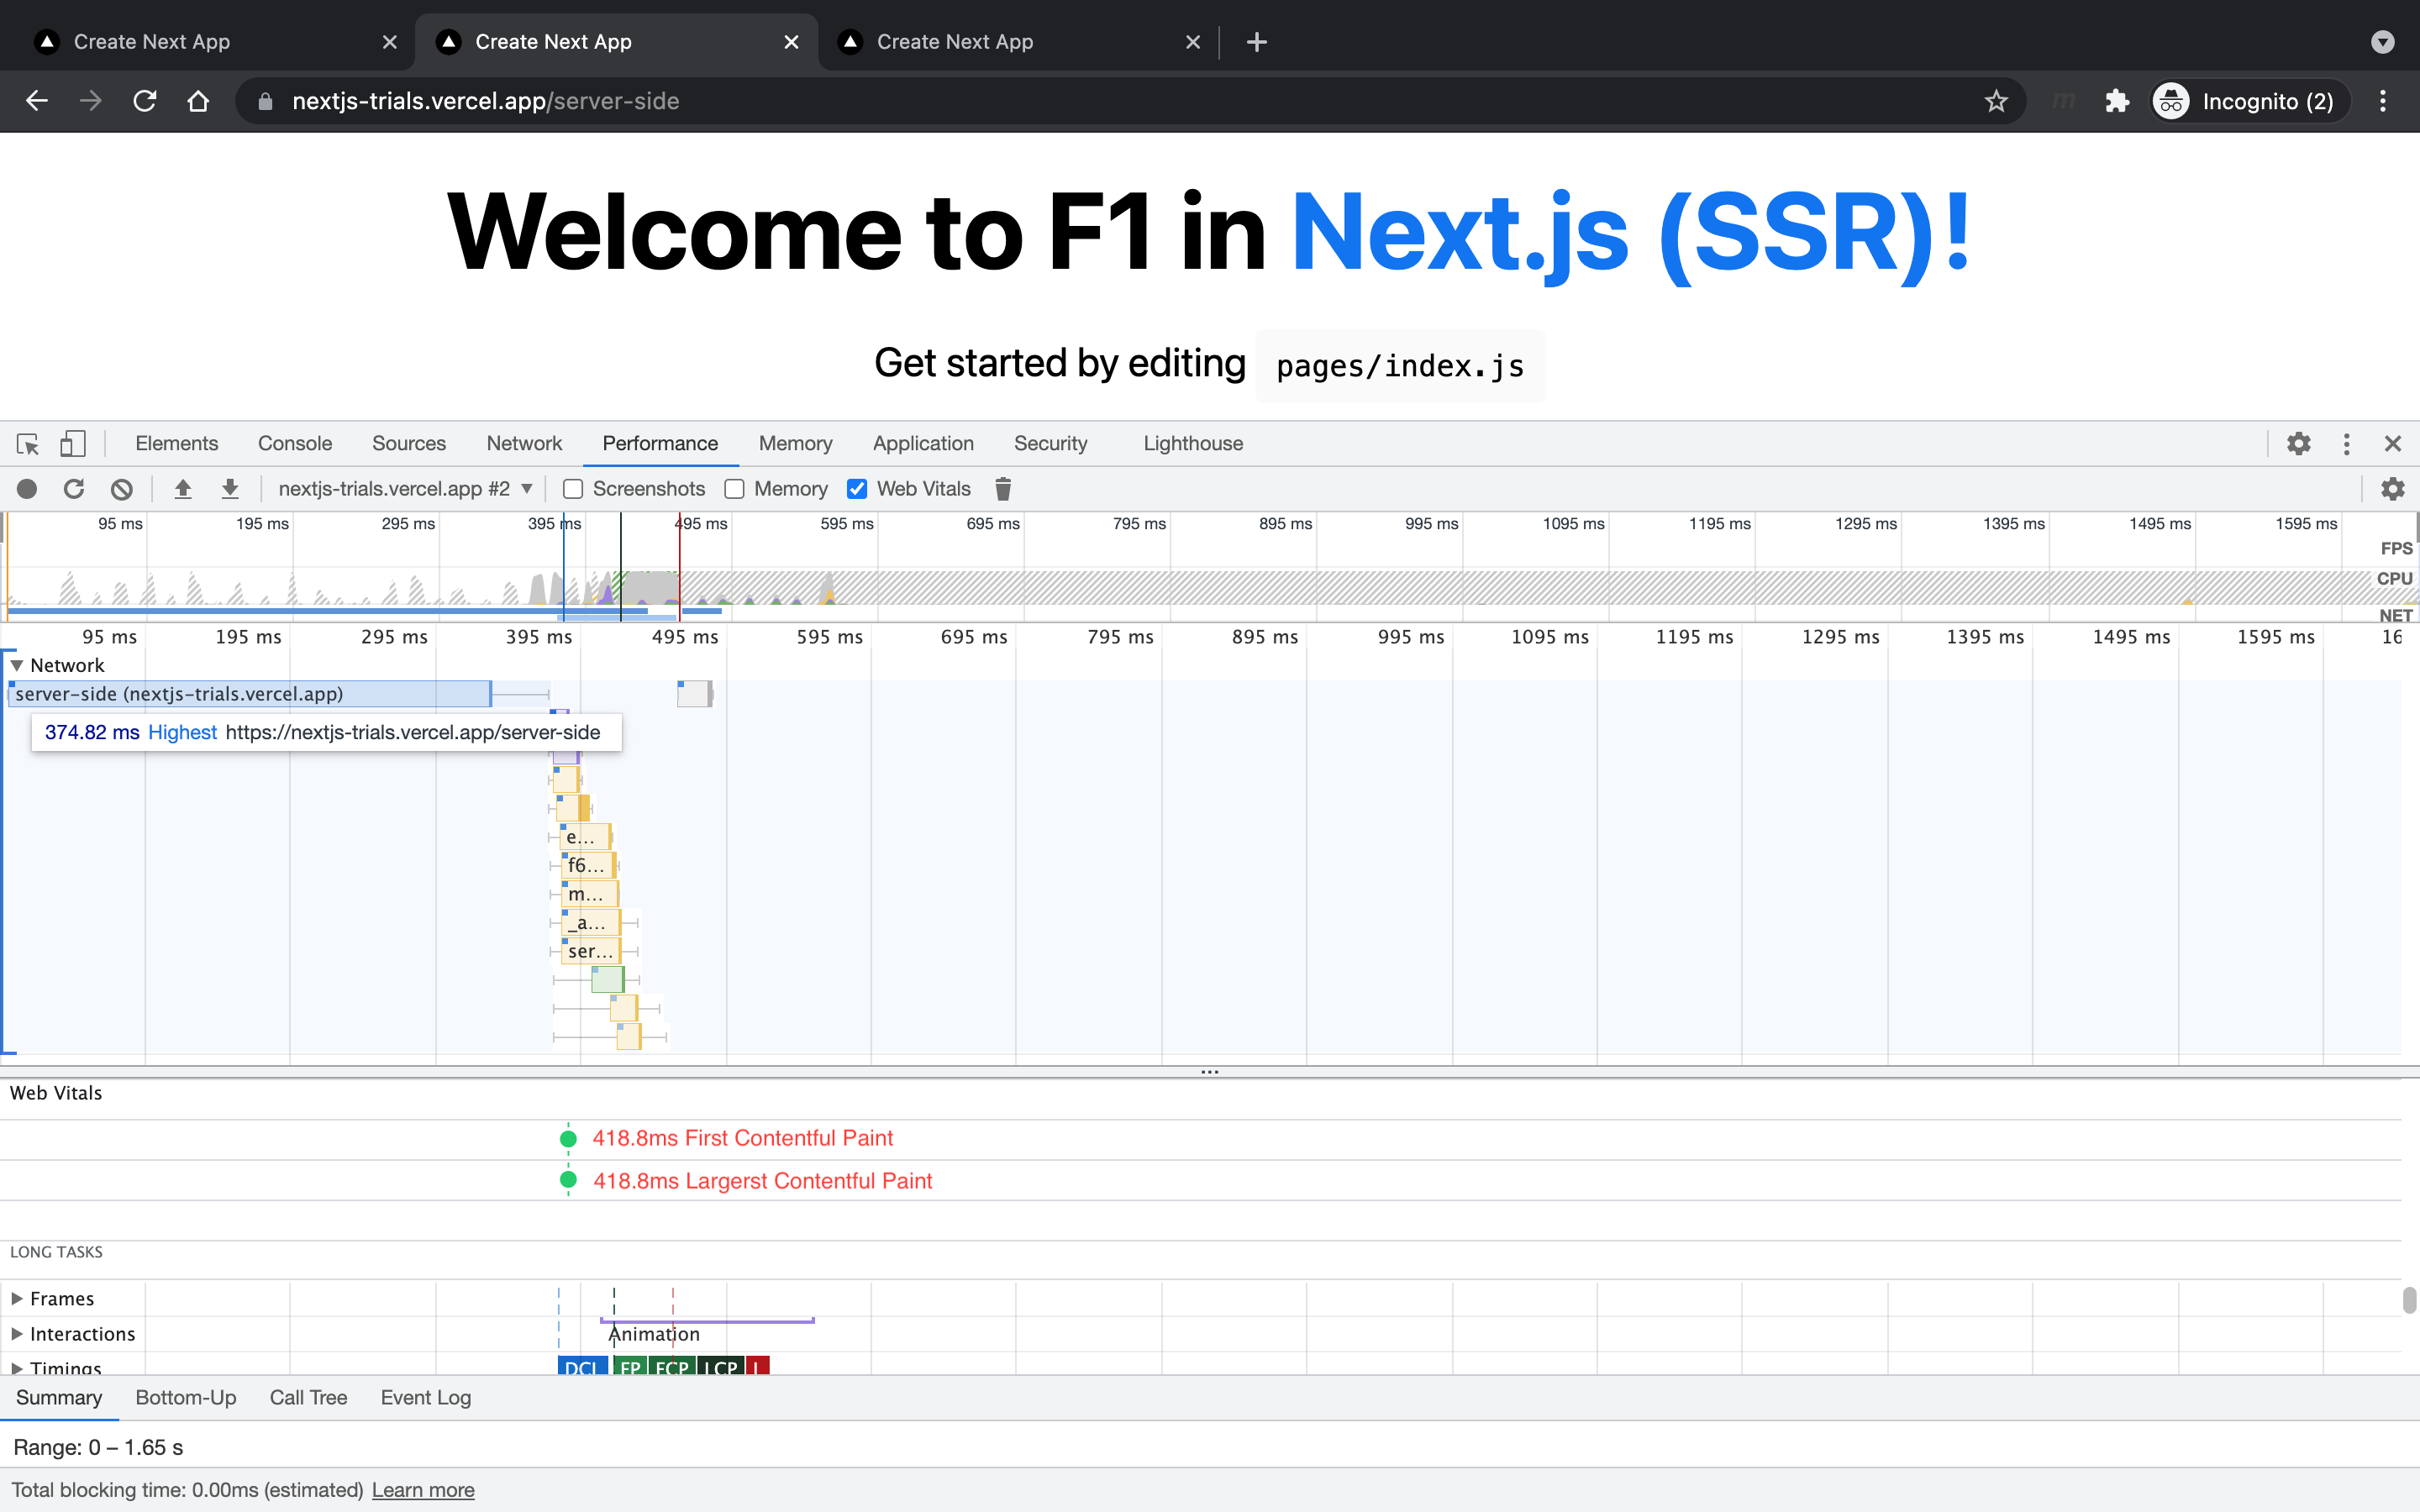 Create Next App
Create Next App
Create Next App
nextjs-trials.vercel.app/server-side
m
Incognito (2)
Welcome to F1 in Next.js (SSR)!
Get started by editing pages/index.js
Elements Console Sources Network Performance Memory Application Security Lighthouse
nextjs-trials.vercel.app #2 Screenshots Memory Web Vitals
95 ms 195 ms 295 ms 395 ms 495 ms 595 ms 695 ms 795 ms 895 ms 995 ms 1095 ms 1195 ms 1295 ms 1395 ms 1495 ms 1595 ms
FPS
CPU
NET
95 ms 195 ms 295 ms 395 ms 495 ms 595 ms 695 ms 795 ms 895 ms 995 ms 1095 ms 1195 ms 1295 ms 1395 ms 1495 ms 1595 ms 16
Network
server-side (nextjs-trials.vercel.app)
374.82 ms Highest https://nextjs-trials.vercel.app/server-side
e...
f6...
m...
_a...
ser...
Web Vitals
418.8ms First Contentful Paint
418.8ms Largerst Contentful Paint
LONG TASKS
Frames
Interactions
Animation
Timings
DCL FP FCP LCP L
Summary Bottom-Up Call Tree Event Log
Range: 0 – 1.65 s
Total blocking time: 0.00ms (estimated) Learn more